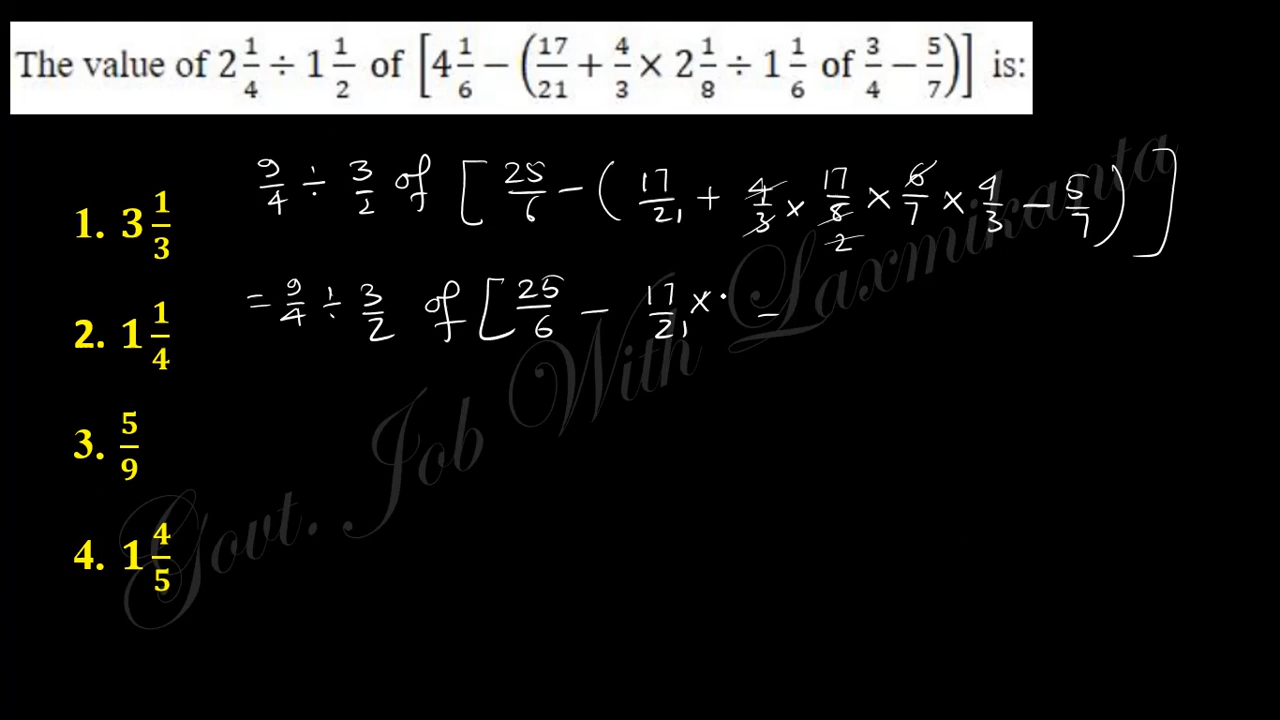 The value of 2 1/4 ÷ 1 1/2 of [4 1/6 − (17/21 + 4/3 × 2 1/8 ÷ 1 1/6 of 3/4 − 5/7)] is:
9/4 ÷ 3/2 of [25/6 − (17/21 + 4/3 × 17/8 2 × 6/7 × 4/3 − 5/7)]
1. 3 1/3
= 9/4 ÷ 3/2 of [25/6 − 17/21 ×
2. 1 1/4
3. 5/9
4. 1 4/5
Govt. Job With Laxmikanta